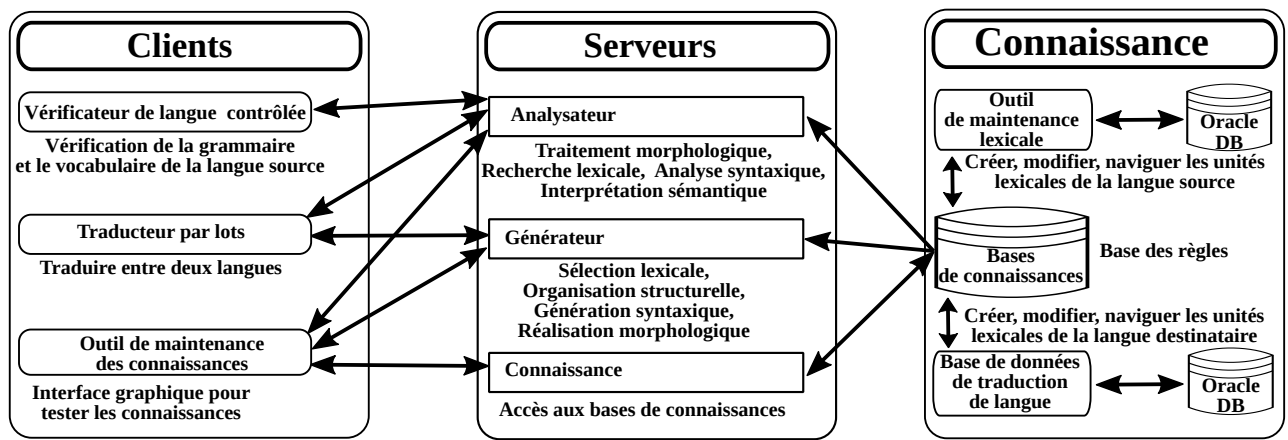 Clients
Vérificateur de langue contrôlée
Vérification de la grammaire
et le vocabulaire de la langue source
Traducteur par lots
Traduire entre deux langues
Outil de maintenance
des connaissances
Interface graphique pour
tester les connaissances
Serveurs
Analysateur
Traitement morphologique,
Recherche lexicale, Analyse syntaxique,
Interprétation sémantique
Générateur
Sélection lexicale,
Organisation structurelle,
Génération syntaxique,
Réalisation morphologique
Connaissance
Accès aux bases de connaissances
Connaissance
Outil
de maintenance
lexicale
Oracle
DB
Créer, modifier, naviguer les unités
lexicales de la langue source
Bases
de connaissances
Base des règles
Créer, modifier, naviguer les unités
lexicales de la langue destinataire
Base de données
de traduction
de langue
Oracle
DB